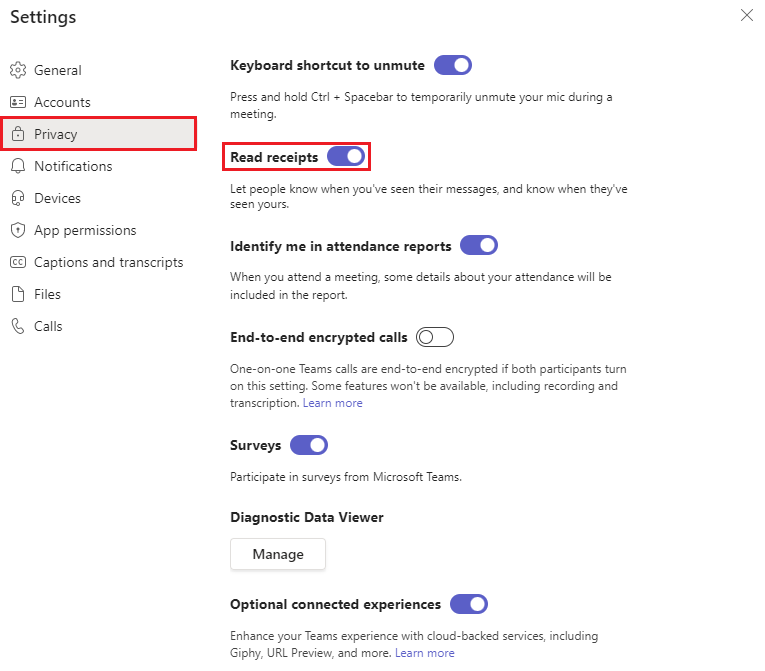 Settings
General
Accounts
Privacy
Notifications
Devices
App permissions
CC Captions and transcripts
Files
Calls
Keyboard shortcut to unmute
Press and hold Ctrl + Spacebar to temporarily unmute your mic during a
meeting.
Read receipts
Let people know when you've seen their messages, and know when they've
seen yours.
Identify me in attendance reports
When you attend a meeting, some details about your attendance will be
included in the report.
End-to-end encrypted calls
One-on-one Teams calls are end-to-end encrypted if both participants turn
on this setting. Some features won't be available, including recording and
transcription. Learn more
Surveys
Participate in surveys from Microsoft Teams.
Diagnostic Data Viewer
Manage
Optional connected experiences
Enhance your Teams experience with cloud-backed services, including
Giphy, URL Preview, and more. Learn more